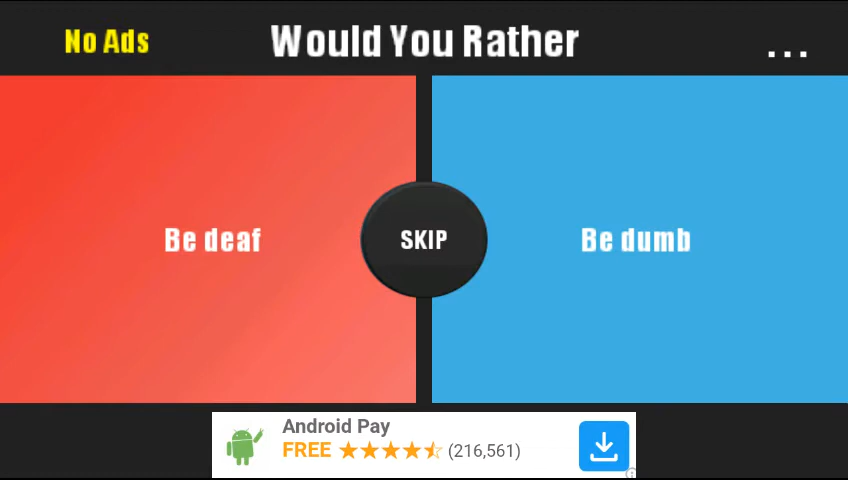 No Ads
Would You Rather
...
Be deaf
SKIP
Be dumb
Android Pay
FREE ★★★★⯪ (216,561)